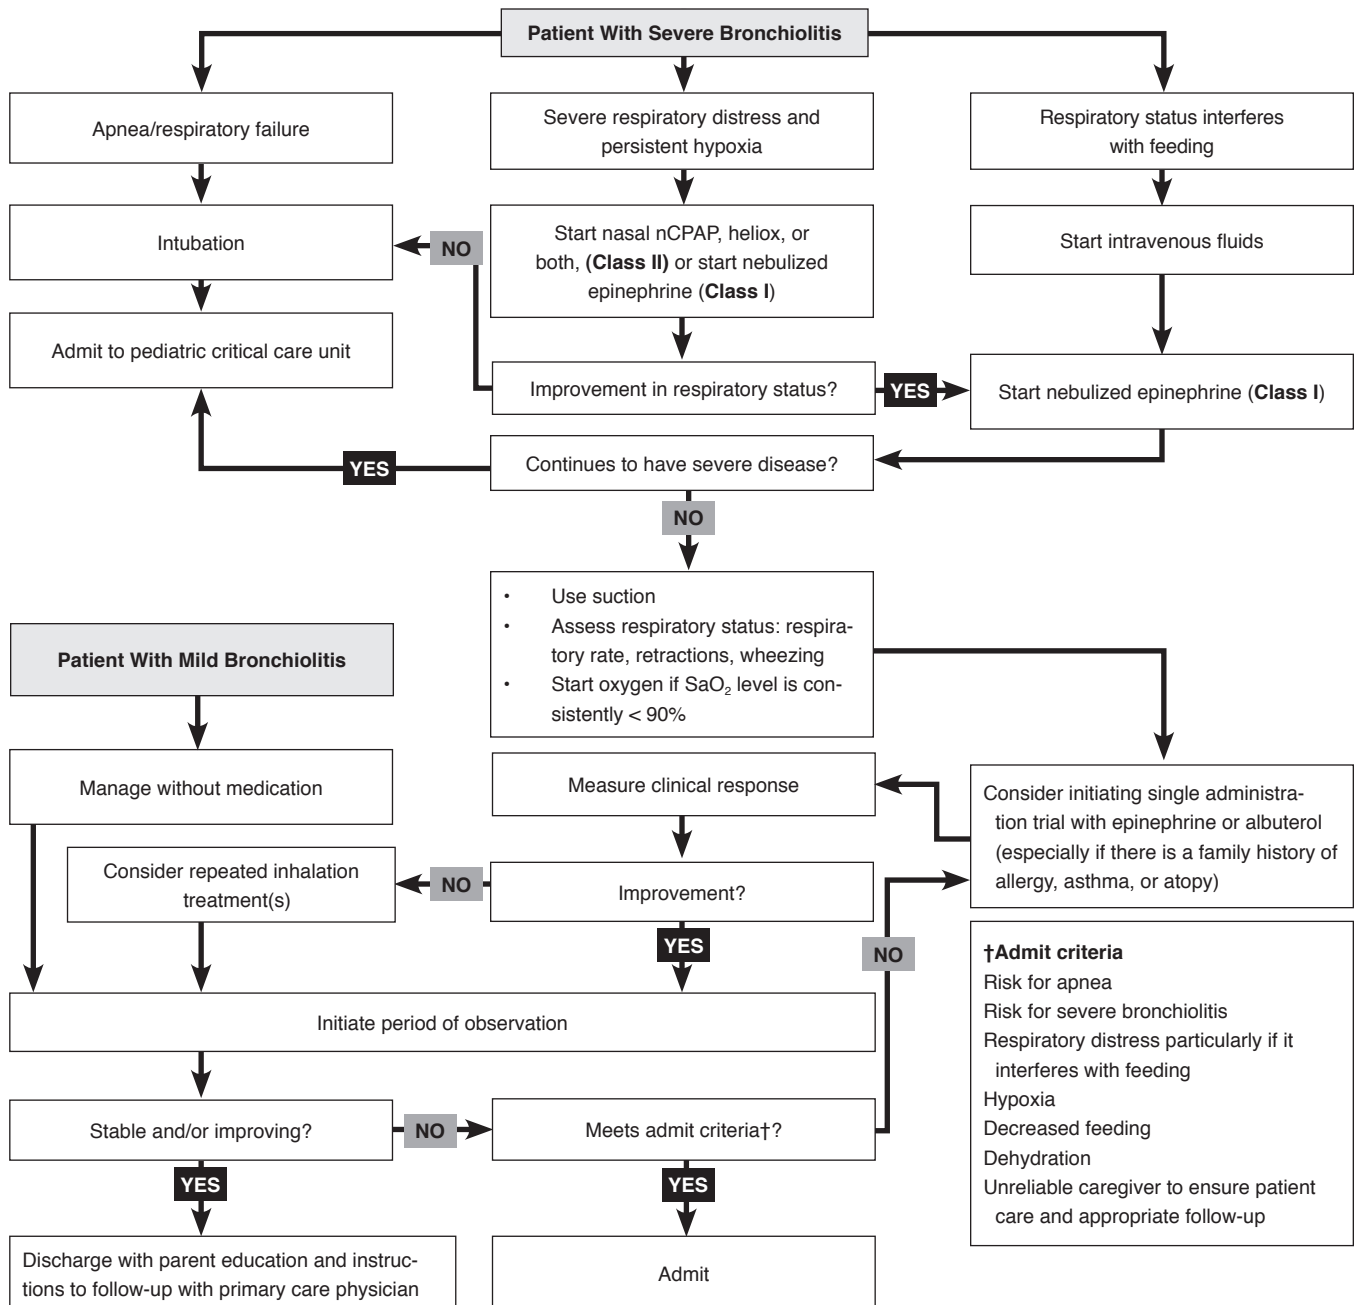 Patient With Severe Bronchiolitis
Apnea/respiratory failure
Severe respiratory distress and
persistent hypoxia
Respiratory status interferes
with feeding
Intubation
NO
Start nasal nCPAP, heliox, or
both, (Class II) or start nebulized
epinephrine (Class I)
Start intravenous fluids
Admit to pediatric critical care unit
Improvement in respiratory status?
YES
Start nebulized epinephrine (Class I)
YES
Continues to have severe disease?
NO
• Use suction
• Assess respiratory status: respira-
tory rate, retractions, wheezing
• Start oxygen if SaO₂ level is con-
sistently < 90%
Patient With Mild Bronchiolitis
Manage without medication
Measure clinical response
Consider initiating single administra-
tion trial with epinephrine or albuterol
(especially if there is a family history of
allergy, asthma, or atopy)
Consider repeated inhalation
treatment(s)
NO
Improvement?
YES
NO
Initiate period of observation
†Admit criteria
Risk for apnea
Risk for severe bronchiolitis
Respiratory distress particularly if it
interferes with feeding
Hypoxia
Decreased feeding
Dehydration
Unreliable caregiver to ensure patient
care and appropriate follow-up
Stable and/or improving?
NO
Meets admit criteria†?
YES
YES
Discharge with parent education and instruc-
tions to follow-up with primary care physician
Admit